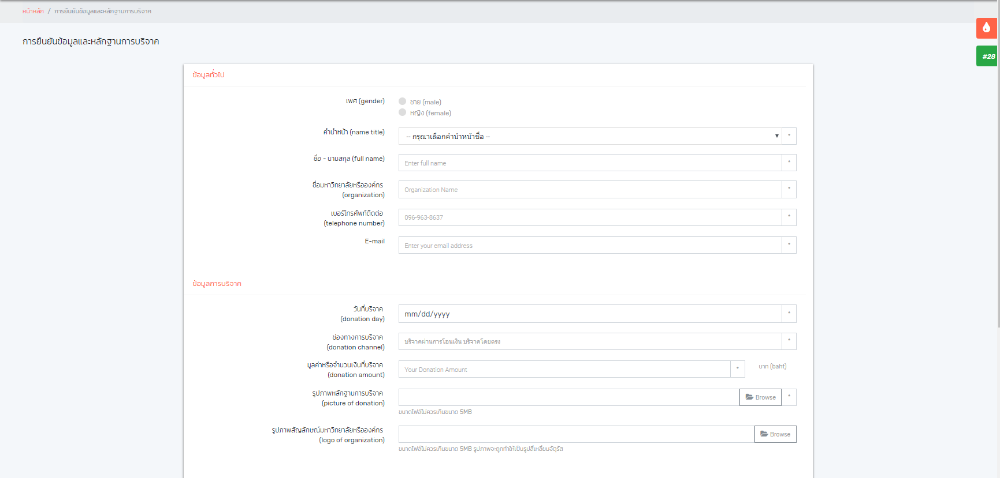 หน้าหลัก / การยืนยันข้อมูลและหลักฐานการบริจาค
#28
การยืนยันข้อมูลและหลักฐานการบริจาค
ข้อมูลทั่วไป
เพศ (gender)
ชาย (male)
หญิง (female)
คำนำหน้า (name title)
-- กรุณาเลือกคำนำหน้าชื่อ -- *
ชื่อ - นามสกุล (full name)
Enter full name *
ชื่อมหาวิทยาลัยหรือองค์กร
(organization)
Organization Name *
เบอร์โทรศัพท์ติดต่อ
(telephone number)
096-963-8637 *
E-mail
Enter your email address *
ข้อมูลการบริจาค
วันที่บริจาค
(donation day)
mm/dd/yyyy *
ช่องทางการบริจาค
(donation channel)
บริจาคผ่านการโอนเงิน บริจาคโดยตรง *
มูลค่าหรือจำนวนเงินที่บริจาค
(donation amount)
Your Donation Amount * บาท (baht)
รูปภาพหลักฐานการบริจาค
(picture of donation)
Browse *
ขนาดไฟล์ไม่ควรเกินขนาด 5MB
รูปภาพสัญลักษณ์มหาวิทยาลัยหรือองค์กร
(logo of organization)
Browse
ขนาดไฟล์ไม่ควรเกินขนาด 5MB รูปภาพจะถูกทำให้เป็นรูปสี่เหลี่ยมจัตุรัส